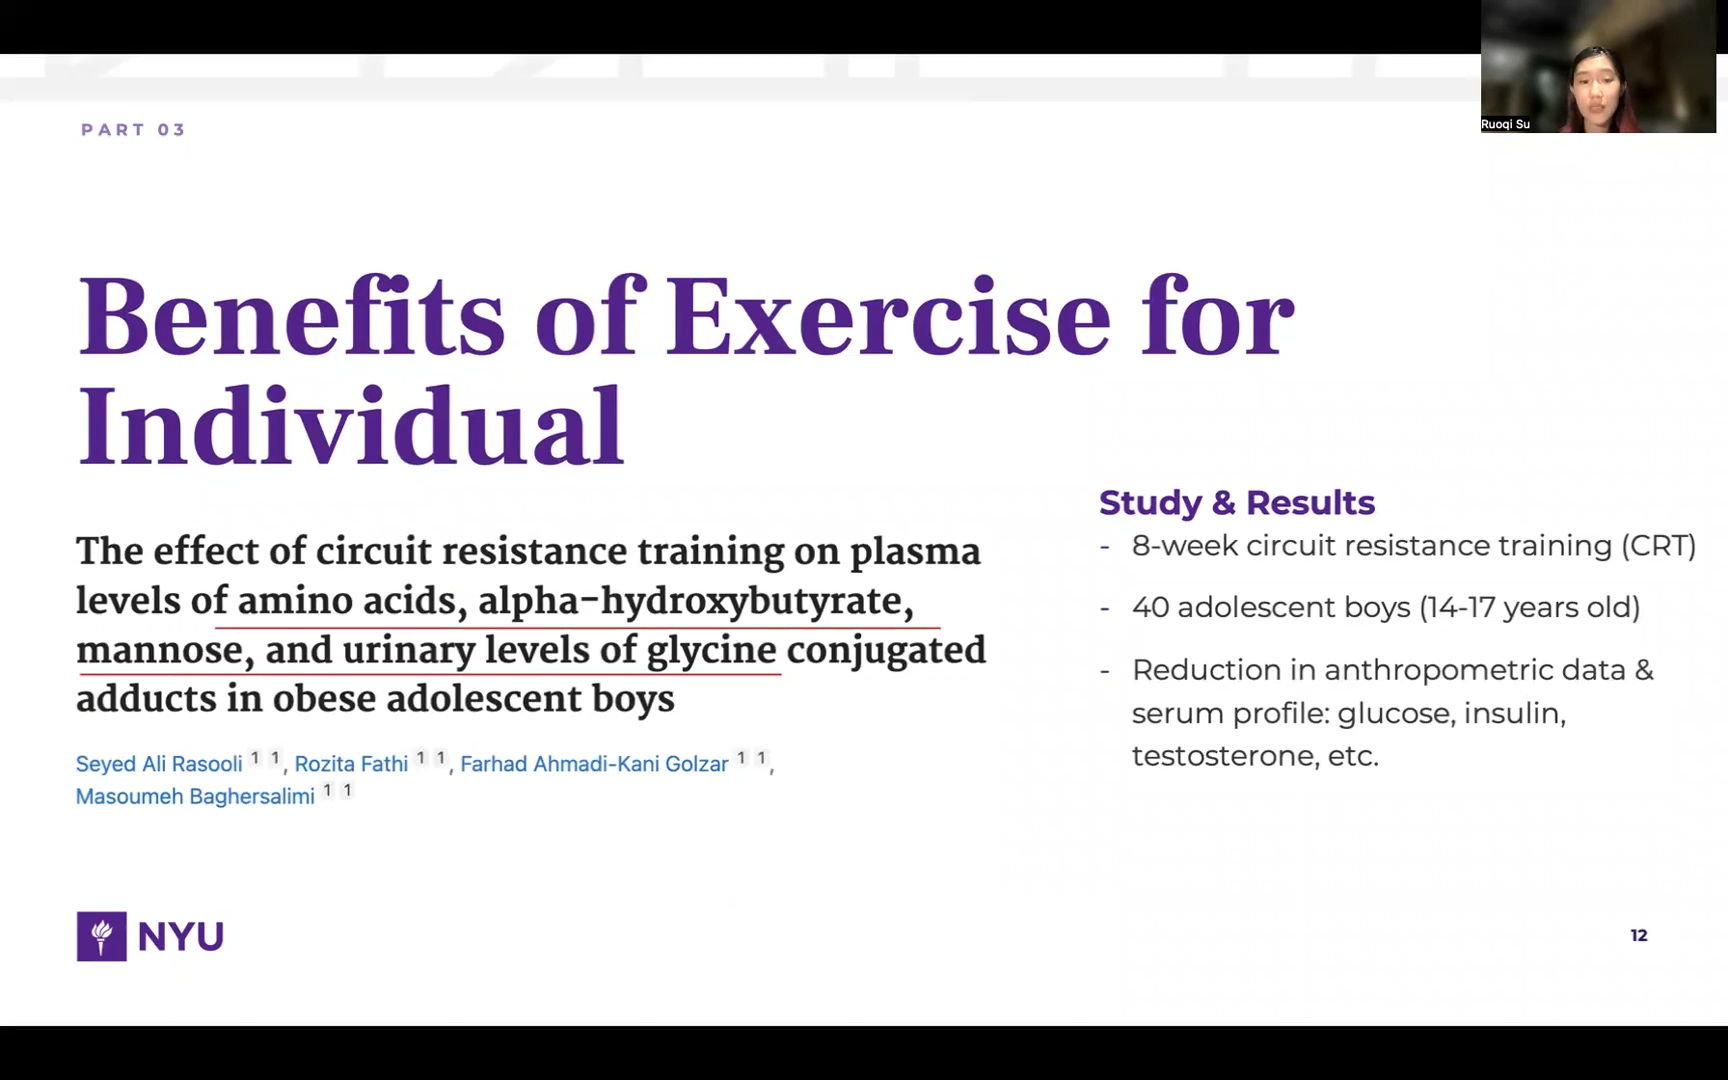 Ruoqi Su
PART 03
Benefits of Exercise for
Individual
The effect of circuit resistance training on plasma
levels of amino acids, alpha-hydroxybutyrate,
mannose, and urinary levels of glycine conjugated
adducts in obese adolescent boys
Seyed Ali Rasooli 1 1, Rozita Fathi 1 1, Farhad Ahmadi-Kani Golzar 1 1,
Masoumeh Baghersalimi 1 1
Study & Results
- 8-week circuit resistance training (CRT)
- 40 adolescent boys (14-17 years old)
- Reduction in anthropometric data &
serum profile: glucose, insulin,
testosterone, etc.
NYU
12